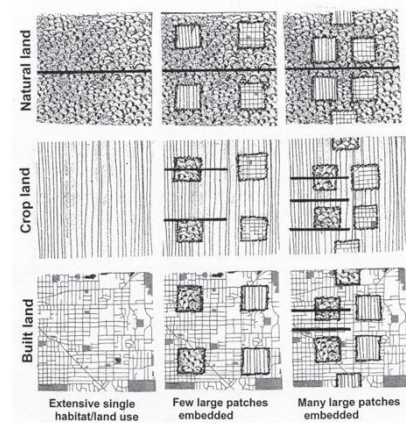 Natural land
Crop land
Built land
Extensive single
habitat/land use
Few large patches
embedded
Many large patches
embedded